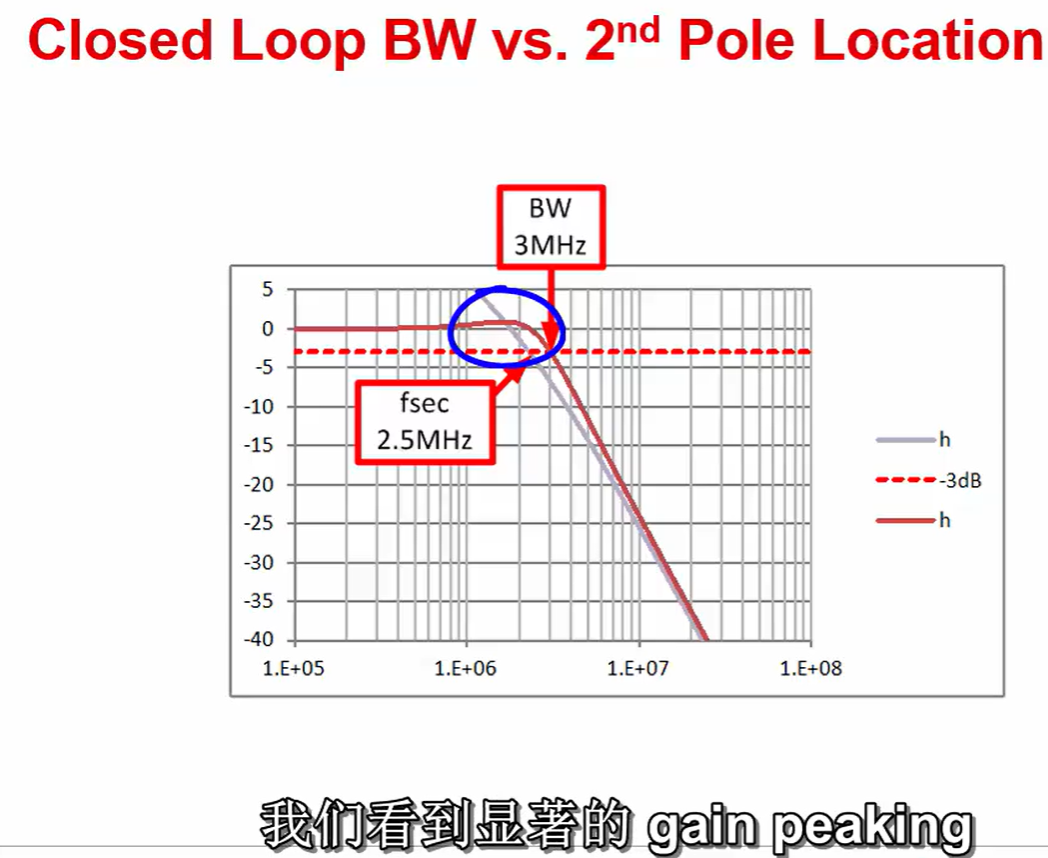 Closed Loop BW vs. 2nd Pole Location
BW
3MHz
5
0
-5
-10
-15
-20
-25
-30
-35
-40
fsec
2.5MHz
h
-3dB
h
1.E+05 1.E+06 1.E+07 1.E+08
我们看到显著的 gain peaking